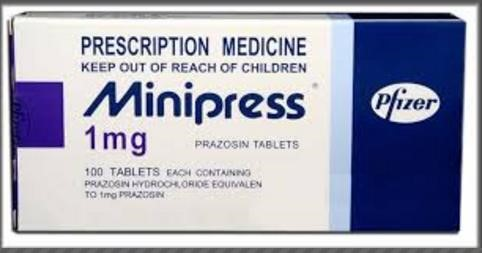 PRESCRIPTION MEDICINE
KEEP OUT OF REACH OF CHILDREN
Minipress®
Pfizer
1mg
PRAZOSIN TABLETS
100 TABLETS EACH CONTAINING
PRAZOSIN HYDROCHLORIDE EQUIVALEN
TO 1mg PRAZOSIN